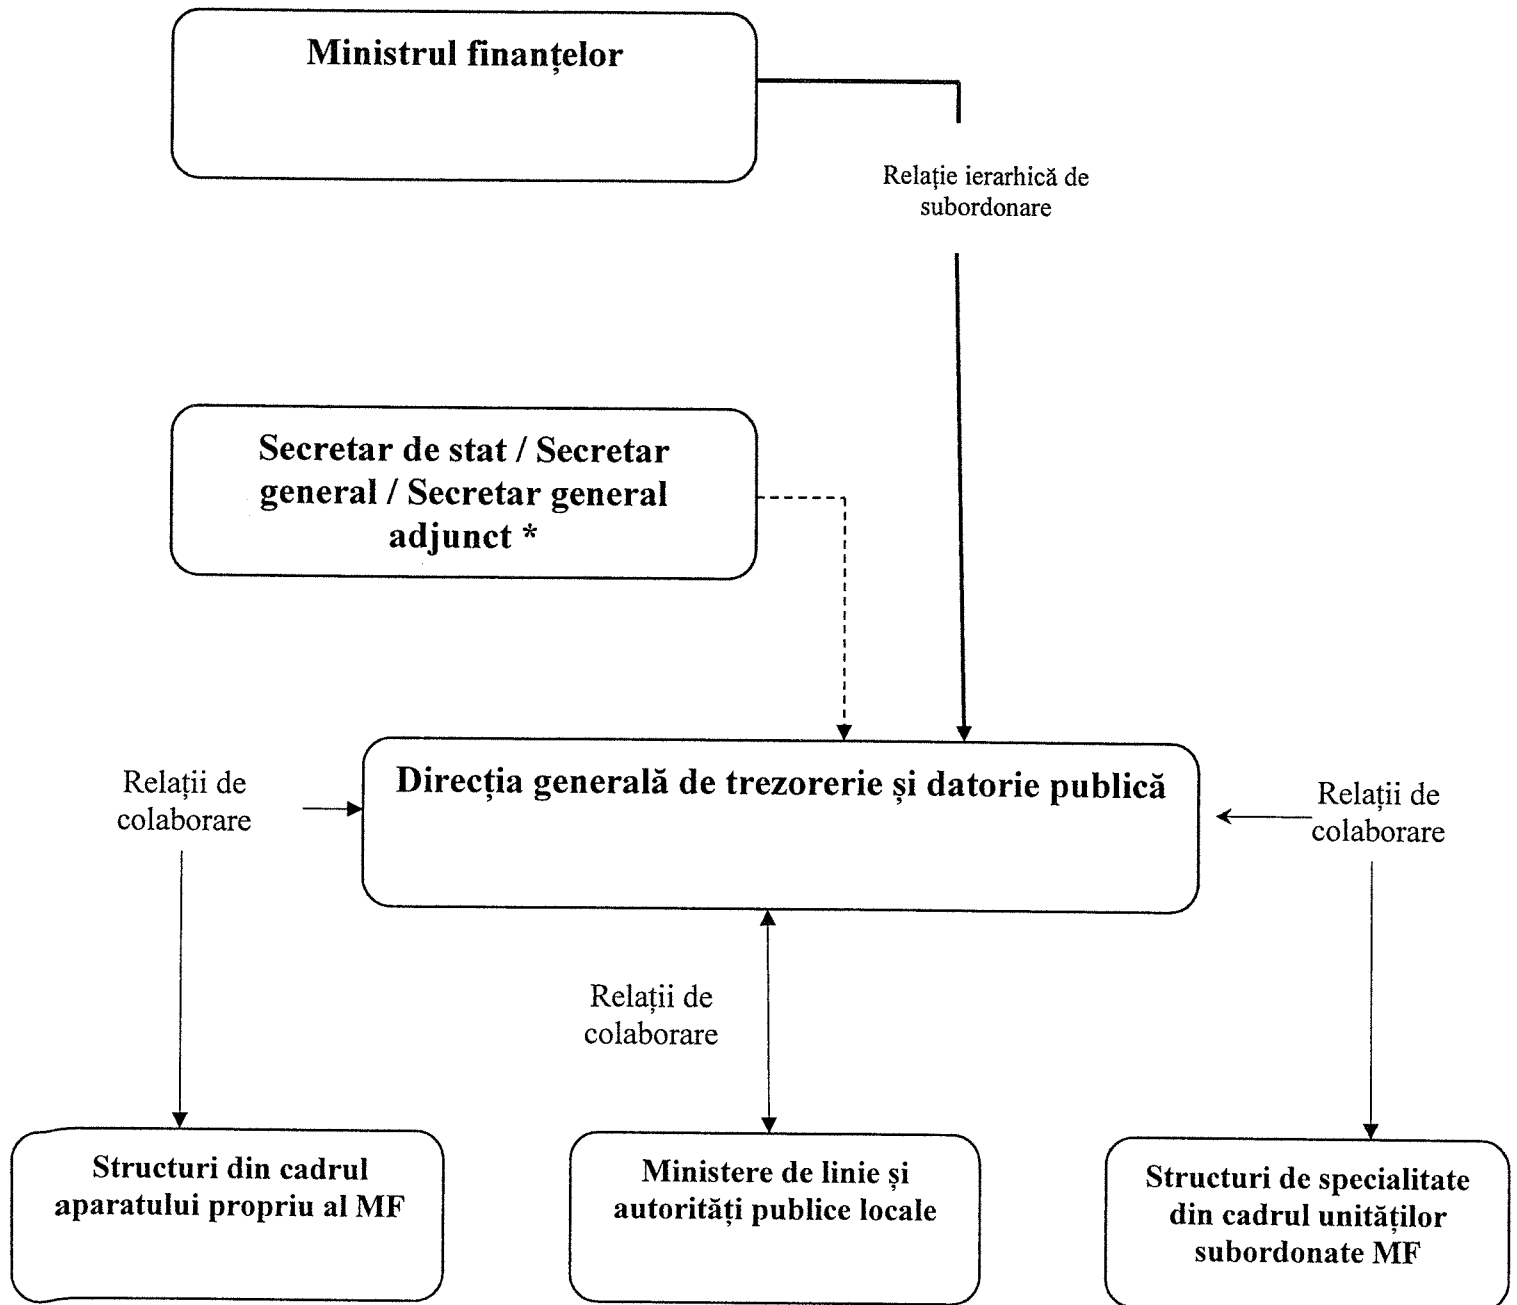 Ministrul finanțelor
Relație ierarhică de
subordonare
Secretar de stat / Secretar
general / Secretar general
adjunct *
Direcția generală de trezorerie și datorie publică
Relații de
colaborare
Relații de
colaborare
Relații de
colaborare
Structuri din cadrul
aparatului propriu al MF
Ministere de linie și
autorități publice locale
Structuri de specialitate
din cadrul unităților
subordonate MF